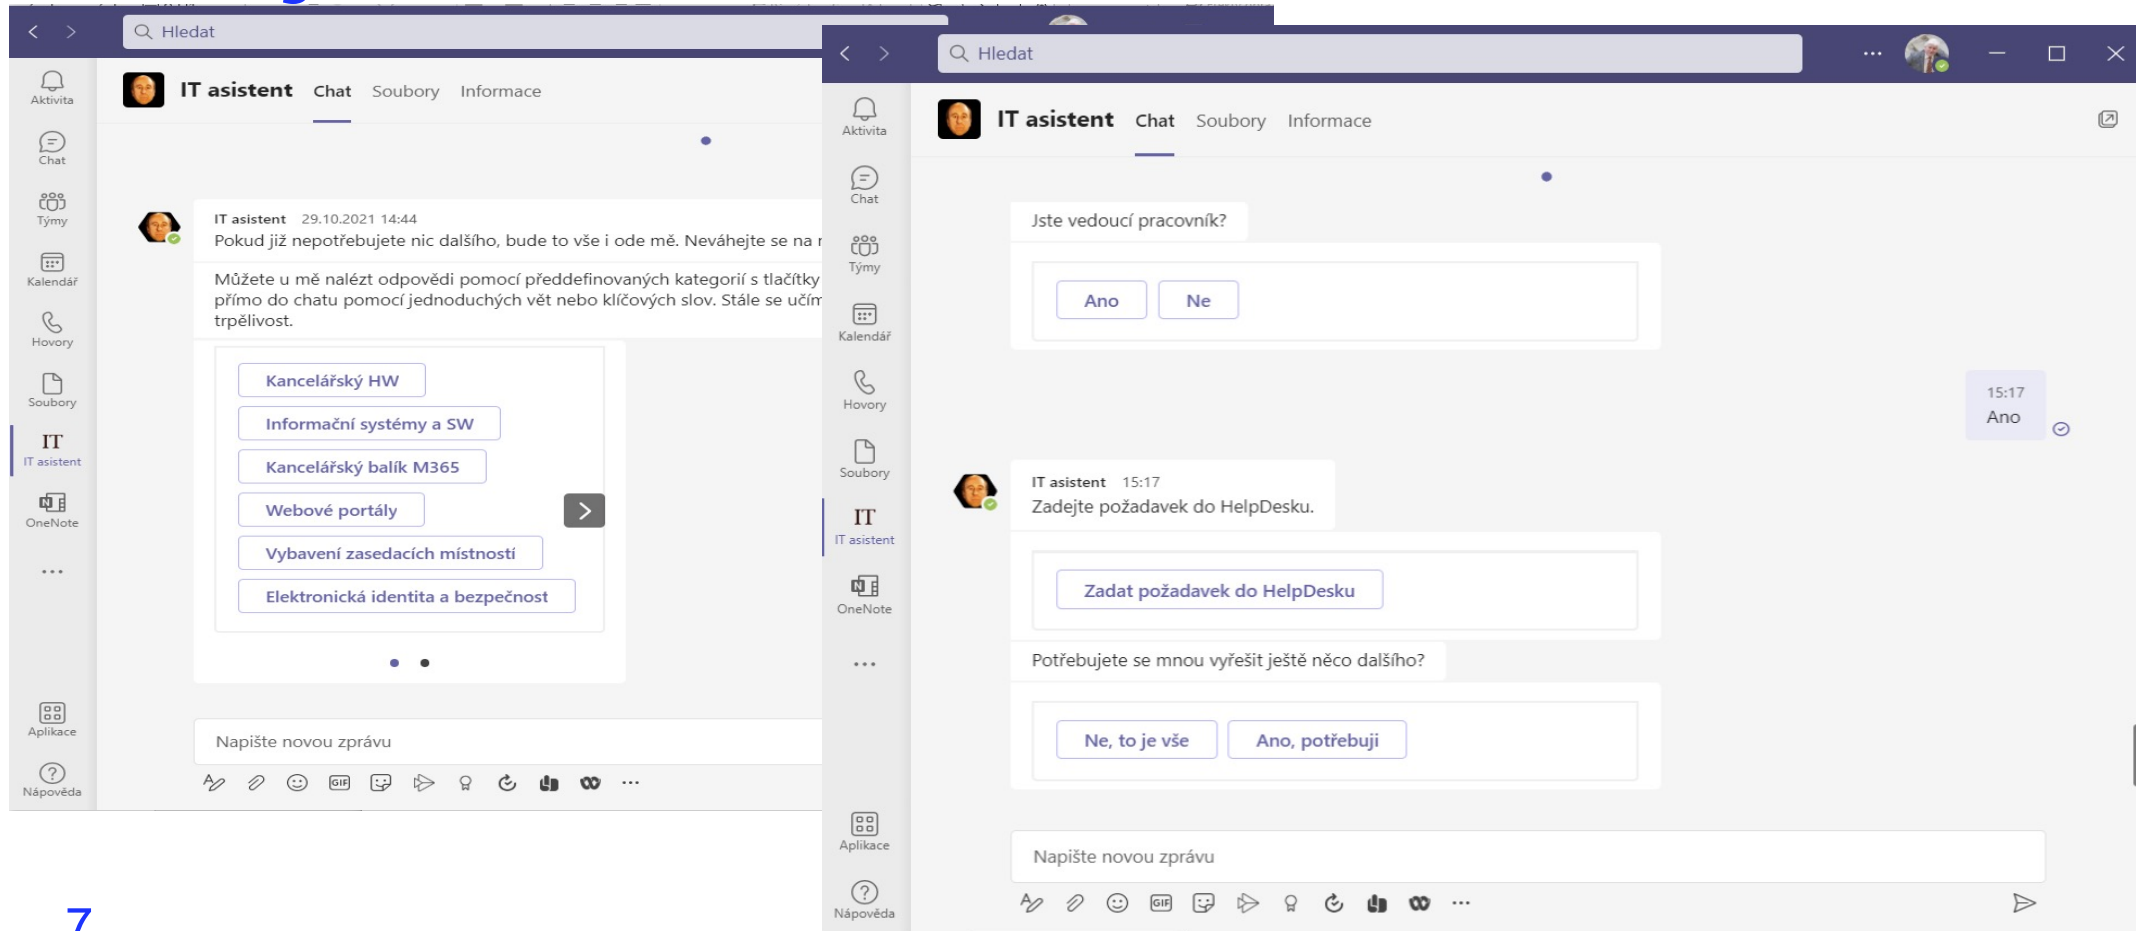 Hledat
IT asistent Chat Soubory Informace
Aktivita
Chat
Týmy
Kalendář
Hovory
Soubory
IT
IT asistent
OneNote
Aplikace
Nápověda
IT asistent 29.10.2021 14:44
Pokud již nepotřebujete nic dalšího, bude to vše i ode mě. Neváhejte se na
Můžete u mě nalézt odpovědi pomocí předdefinovaných kategorií s tlačítky
přímo do chatu pomocí jednoduchých vět nebo klíčových slov. Stále se učím
trpělivost.
Kancelářský HW
Informační systémy a SW
Kancelářský balík M365
Webové portály
Vybavení zasedacích místností
Elektronická identita a bezpečnost
Napište novou zprávu
GIF
7
Hledat
IT asistent Chat Soubory Informace
Aktivita
Chat
Týmy
Kalendář
Hovory
Soubory
IT
IT asistent
OneNote
Aplikace
Nápověda
Jste vedoucí pracovník?
Ano Ne
15:17
Ano
IT asistent 15:17
Zadejte požadavek do HelpDesku.
Zadat požadavek do HelpDesku
Potřebujete se mnou vyřešit ještě něco dalšího?
Ne, to je vše Ano, potřebuji
Napište novou zprávu
GIF